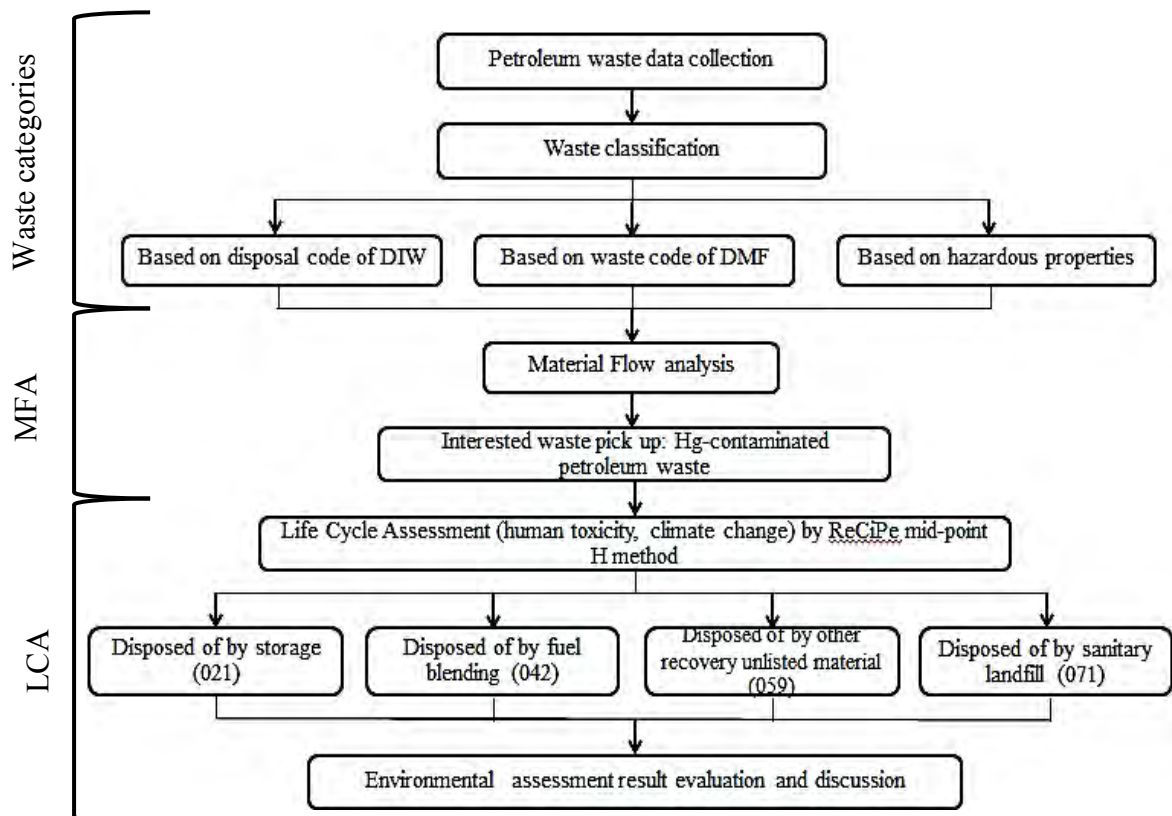 Waste categories
Petroleum waste data collection
Waste classification
Based on disposal code of DIW
Based on waste code of DMF
Based on hazardous properties
MFA
Material Flow analysis
Interested waste pick up: Hg-contaminated
petroleum waste
LCA
Life Cycle Assessment (human toxicity, climate change) by ReCiPe mid-point
H method
Disposed of by storage
(021)
Disposed of by fuel
blending (042)
Disposed of by other
recovery unlisted material
(059)
Disposed of by sanitary
landfill (071)
Environmental assessment result evaluation and discussion